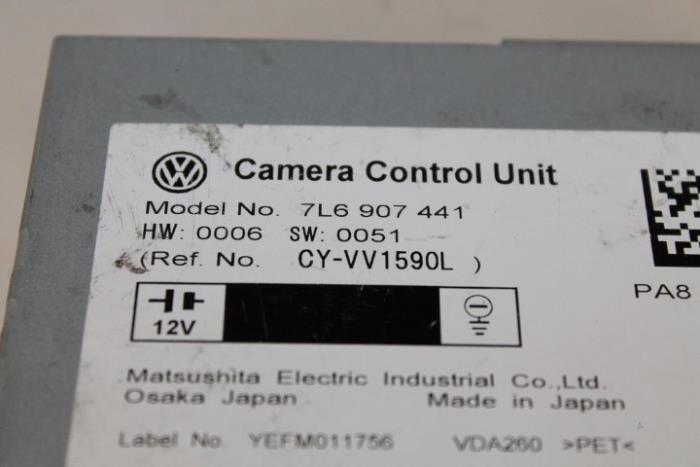 Camera Control Unit
Model No. 7L6 907 441
HW: 0006 SW: 0051
(Ref. No. CY-VV1590L )
PA8
12V
Matsushita Electric Industrial Co.,Ltd.
Osaka Japan Made in Japan
Label No. YEFM011756 VDA260 >PET<